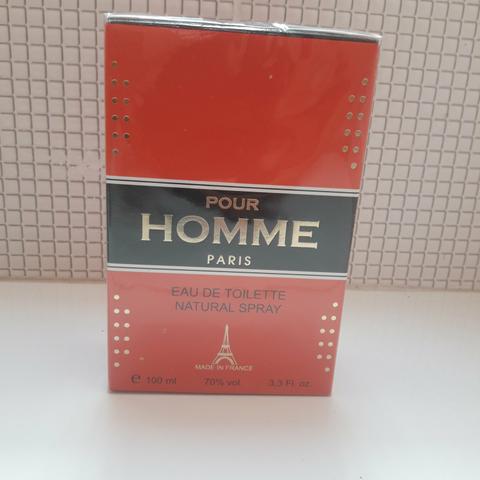 POUR
HOMME
PARIS
EAU DE TOILETTE
NATURAL SPRAY
MADE IN FRANCE
℮ 100 ml 70% vol. 3,3 Fl. oz.